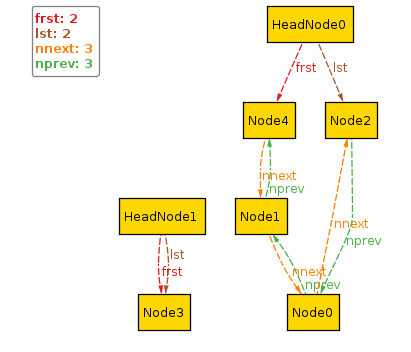 frst: 2
lst: 2
nnext: 3
nprev: 3
HeadNode0
frst
lst
Node4
Node2
nnext
nprev
HeadNode1
Node1
nnext
nprev
lst
frst
nnext
nprev
Node3
Node0